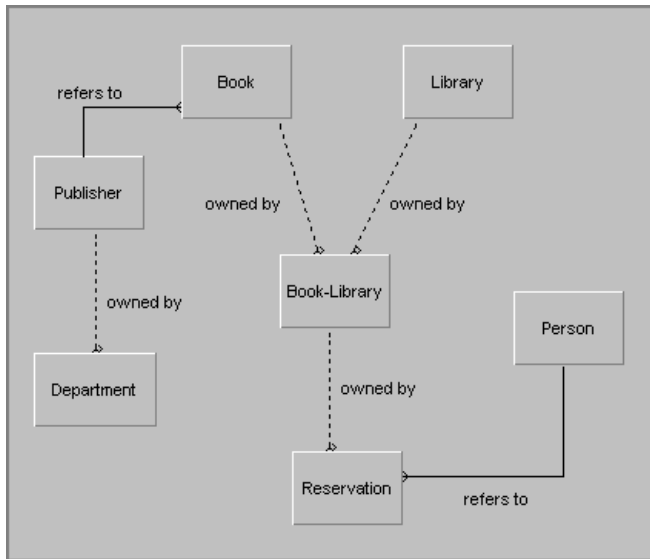 Book
Library
refers to
Publisher
owned by
owned by
Book-Library
owned by
Person
Department
owned by
Reservation
refers to